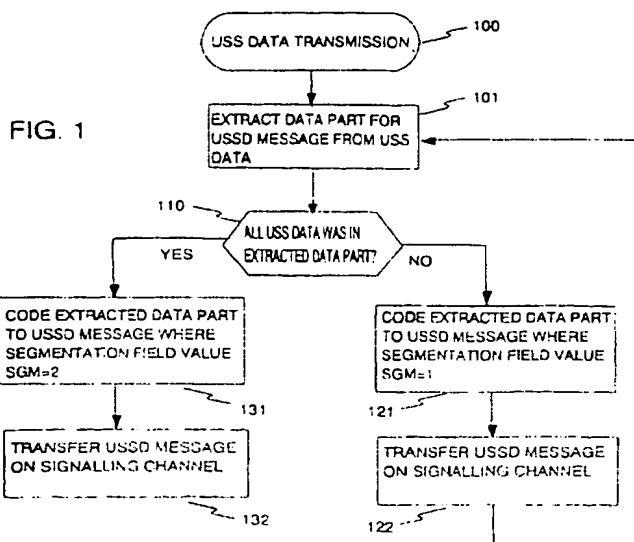 USS DATA TRANSMISSION
100
101
FIG. 1
EXTRACT DATA PART FOR
USSD MESSAGE FROM USS
DATA
110
ALL USS DATA WAS IN
EXTRACTED DATA PART?
YES
NO
CODE EXTRACTED DATA PART
TO USSD MESSAGE WHERE
SEGMENTATION FIELD VALUE
SGM=2
131
CODE EXTRACTED DATA PART
TO USSD MESSAGE WHERE
SEGMENTATION FIELD VALUE
SGM=1
121
TRANSFER USSD MESSAGE
ON SIGNALLING CHANNEL
132
TRANSFER USSD MESSAGE
ON SIGNALLING CHANNEL
122